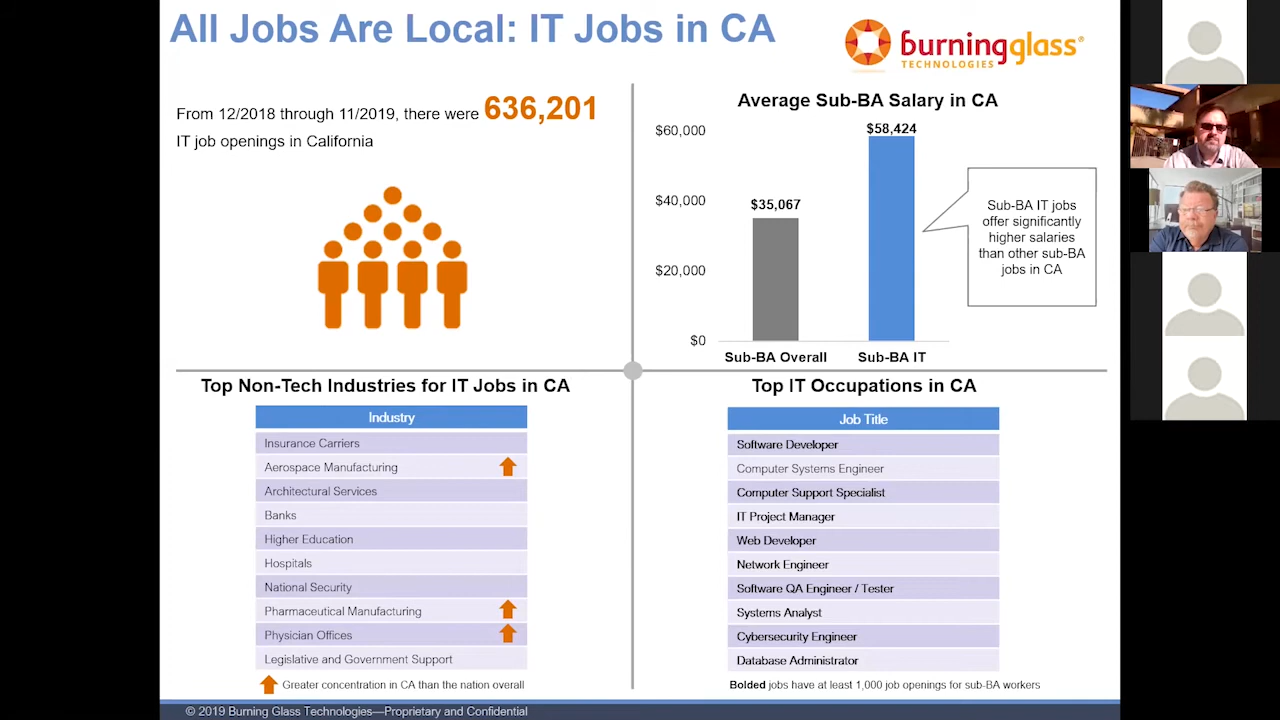 All Jobs Are Local: IT Jobs in CA
burningglass®
TECHNOLOGIES
From 12/2018 through 11/2019, there were 636,201
IT job openings in California
Average Sub-BA Salary in CA
$60,000
$40,000
$20,000
$0
$35,067
$58,424
Sub-BA Overall
Sub-BA IT
Sub-BA IT jobs
offer significantly
higher salaries
than other sub-BA
jobs in CA
Top Non-Tech Industries for IT Jobs in CA
Industry
Insurance Carriers
Aerospace Manufacturing
Architectural Services
Banks
Higher Education
Hospitals
National Security
Pharmaceutical Manufacturing
Physician Offices
Legislative and Government Support
Greater concentration in CA than the nation overall
Top IT Occupations in CA
Job Title
Software Developer
Computer Systems Engineer
Computer Support Specialist
IT Project Manager
Web Developer
Network Engineer
Software QA Engineer / Tester
Systems Analyst
Cybersecurity Engineer
Database Administrator
Bolded jobs have at least 1,000 job openings for sub-BA workers
© 2019 Burning Glass Technologies—Proprietary and Confidential